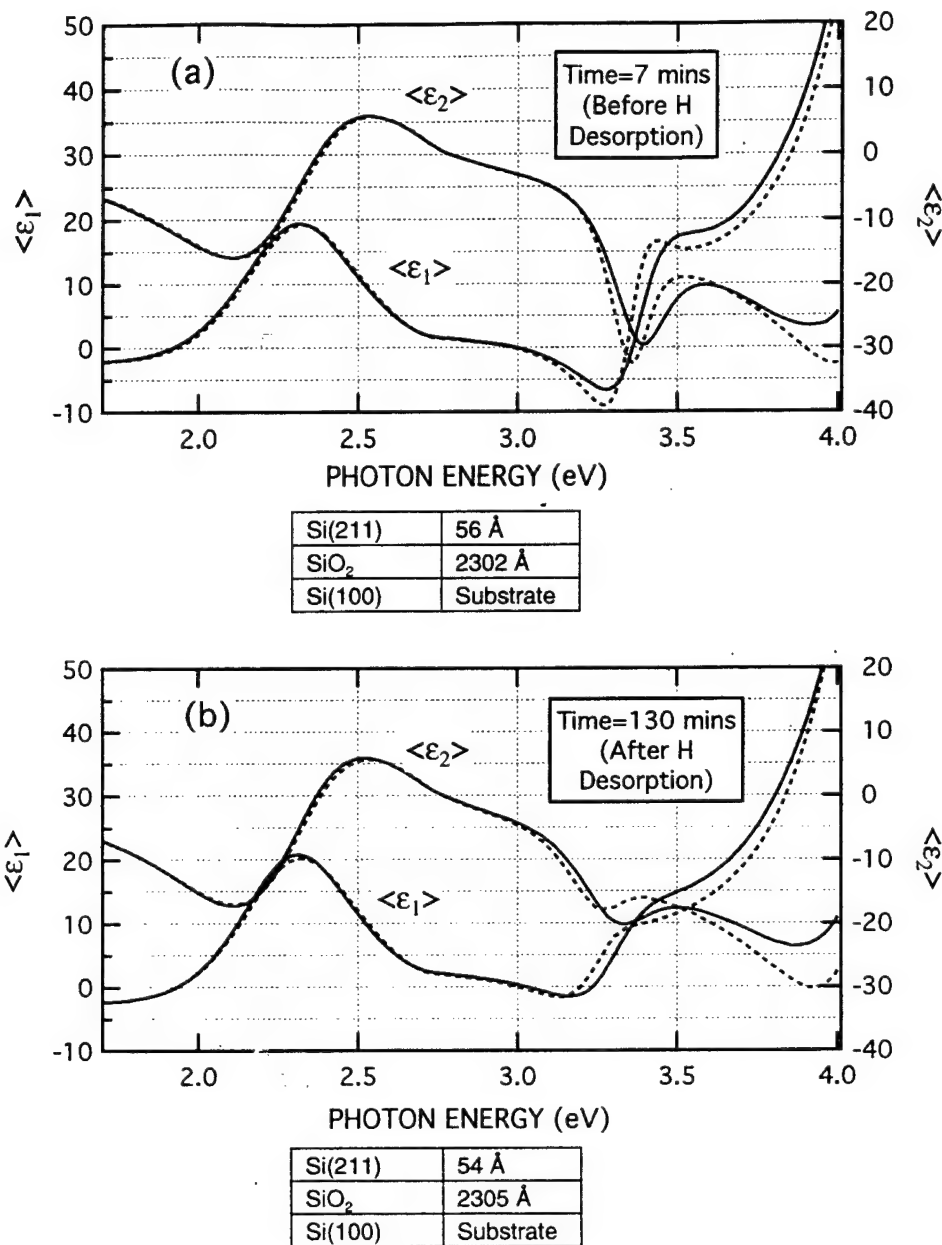 (a)
Time=7 mins
(Before H
Desorption)
<ε2>
<ε1>
50
40
30
20
10
0
-10
<ε1>
20
10
0
-10
-20
-30
-40
<ε2>
2.0
2.5
3.0
3.5
4.0
PHOTON ENERGY (eV)
Si(211) 56 Å
SiO2 2302 Å
Si(100) Substrate
(b)
Time=130 mins
(After H
Desorption)
<ε2>
<ε1>
50
40
30
20
10
0
-10
<ε1>
20
10
0
-10
-20
-30
-40
<ε2>
2.0
2.5
3.0
3.5
4.0
PHOTON ENERGY (eV)
Si(211) 54 Å
SiO2 2305 Å
Si(100) Substrate